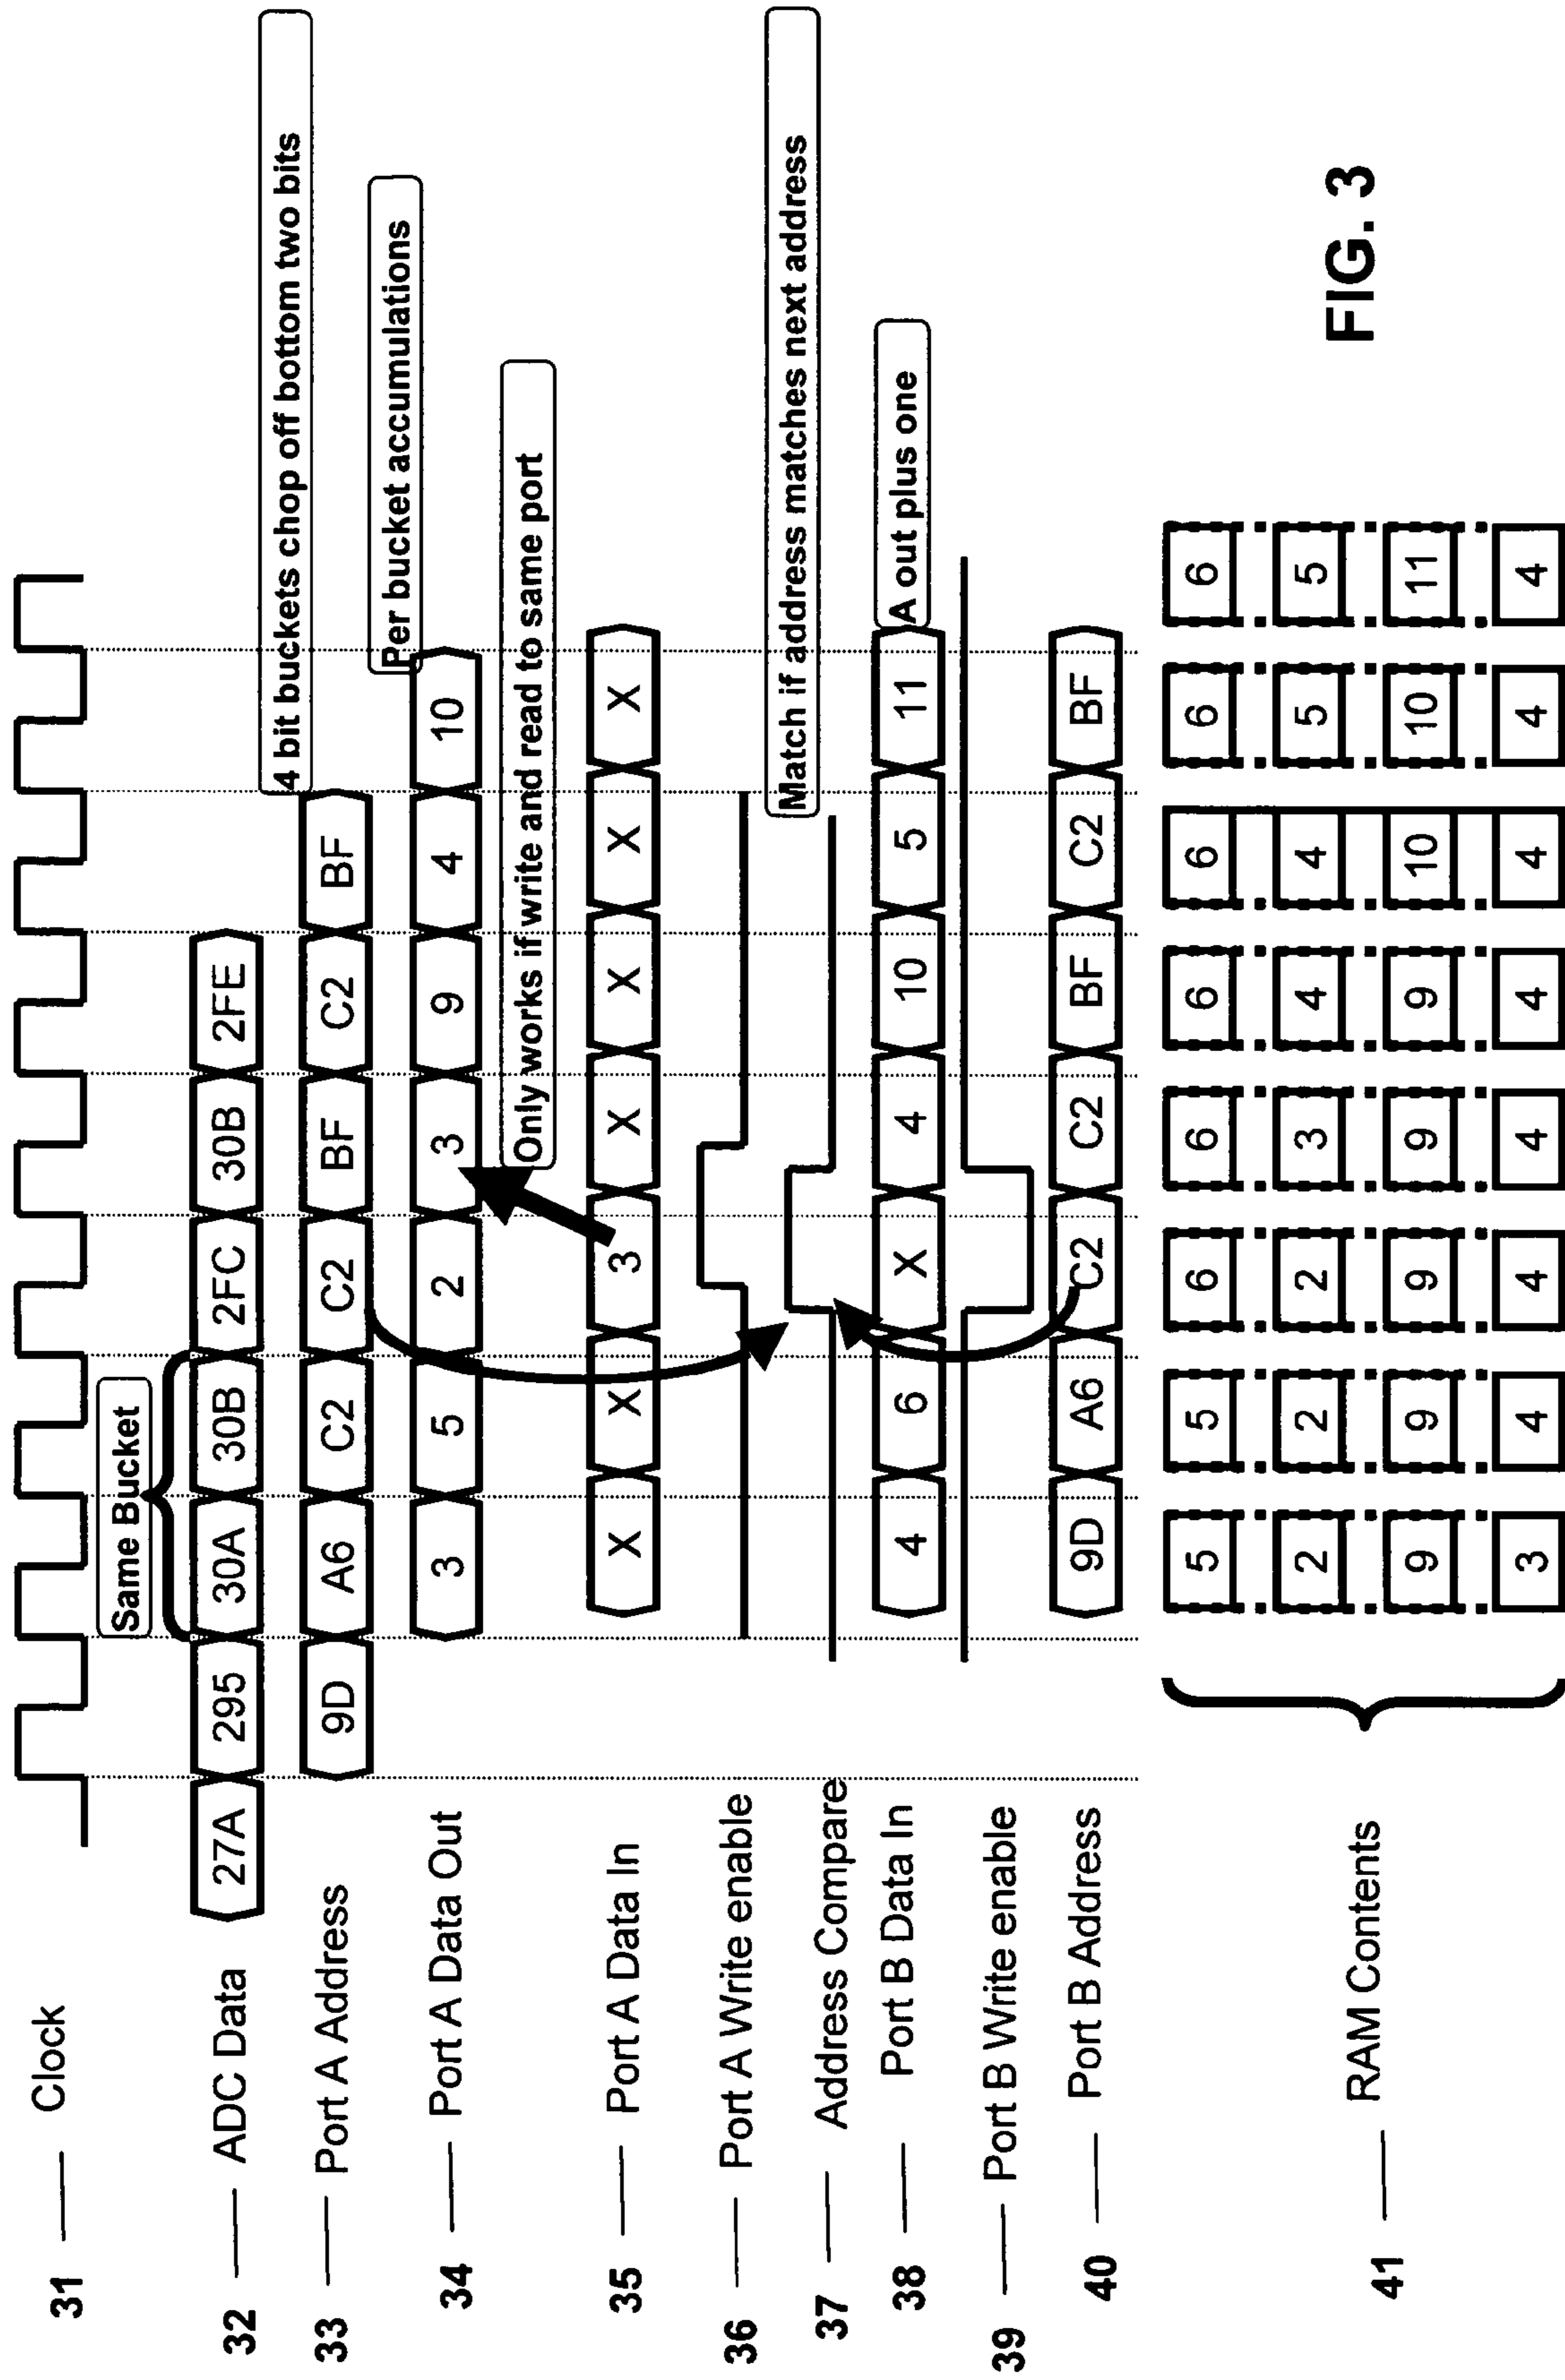 31 Clock
Same Bucket
32 ADC Data 27A 295 30A 30B 2FC 30B 2FE
4 bit buckets chop off bottom two bits
33 Port A Address 9D A6 C2 C2 BF C2 BF
Per bucket accumulations
34 Port A Data Out 3 5 2 3 9 4 10
Only works if write and read to same port
35 Port A Data In X X 3 X X X X
36 Port A Write enable
Match if address matches next address
37 Address Compare
38 Port B Data In 4 6 X 4 10 5 11
A out plus one
39 Port B Write enable
40 Port B Address 9D A6 C2 C2 BF C2 BF
41 RAM Contents
5 5 6 6 6 6 6 6
2 2 2 3 4 4 5 5
9 9 9 9 9 10 10 11
3 4 4 4 4 4 4 4
FIG. 3